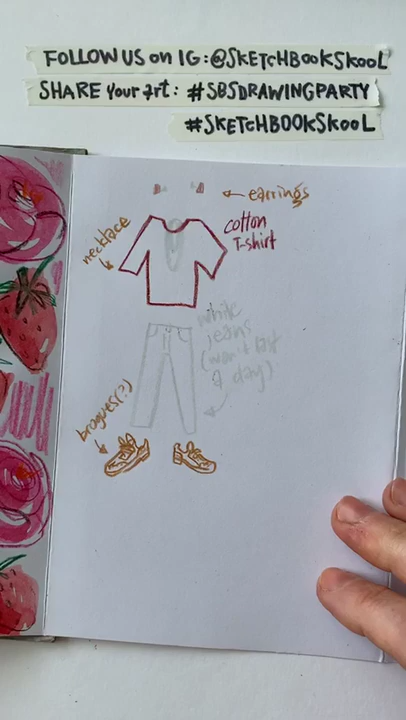 FOLLOW US on IG:@SKETCHBOOKSKOOL
SHARE your art: #SBSDRAWINGPARTY
#SKETCHBOOKSKOOL
earrings
necklace
cotton
T-shirt
white
jeans
(won't last
a day)
brogues(?)